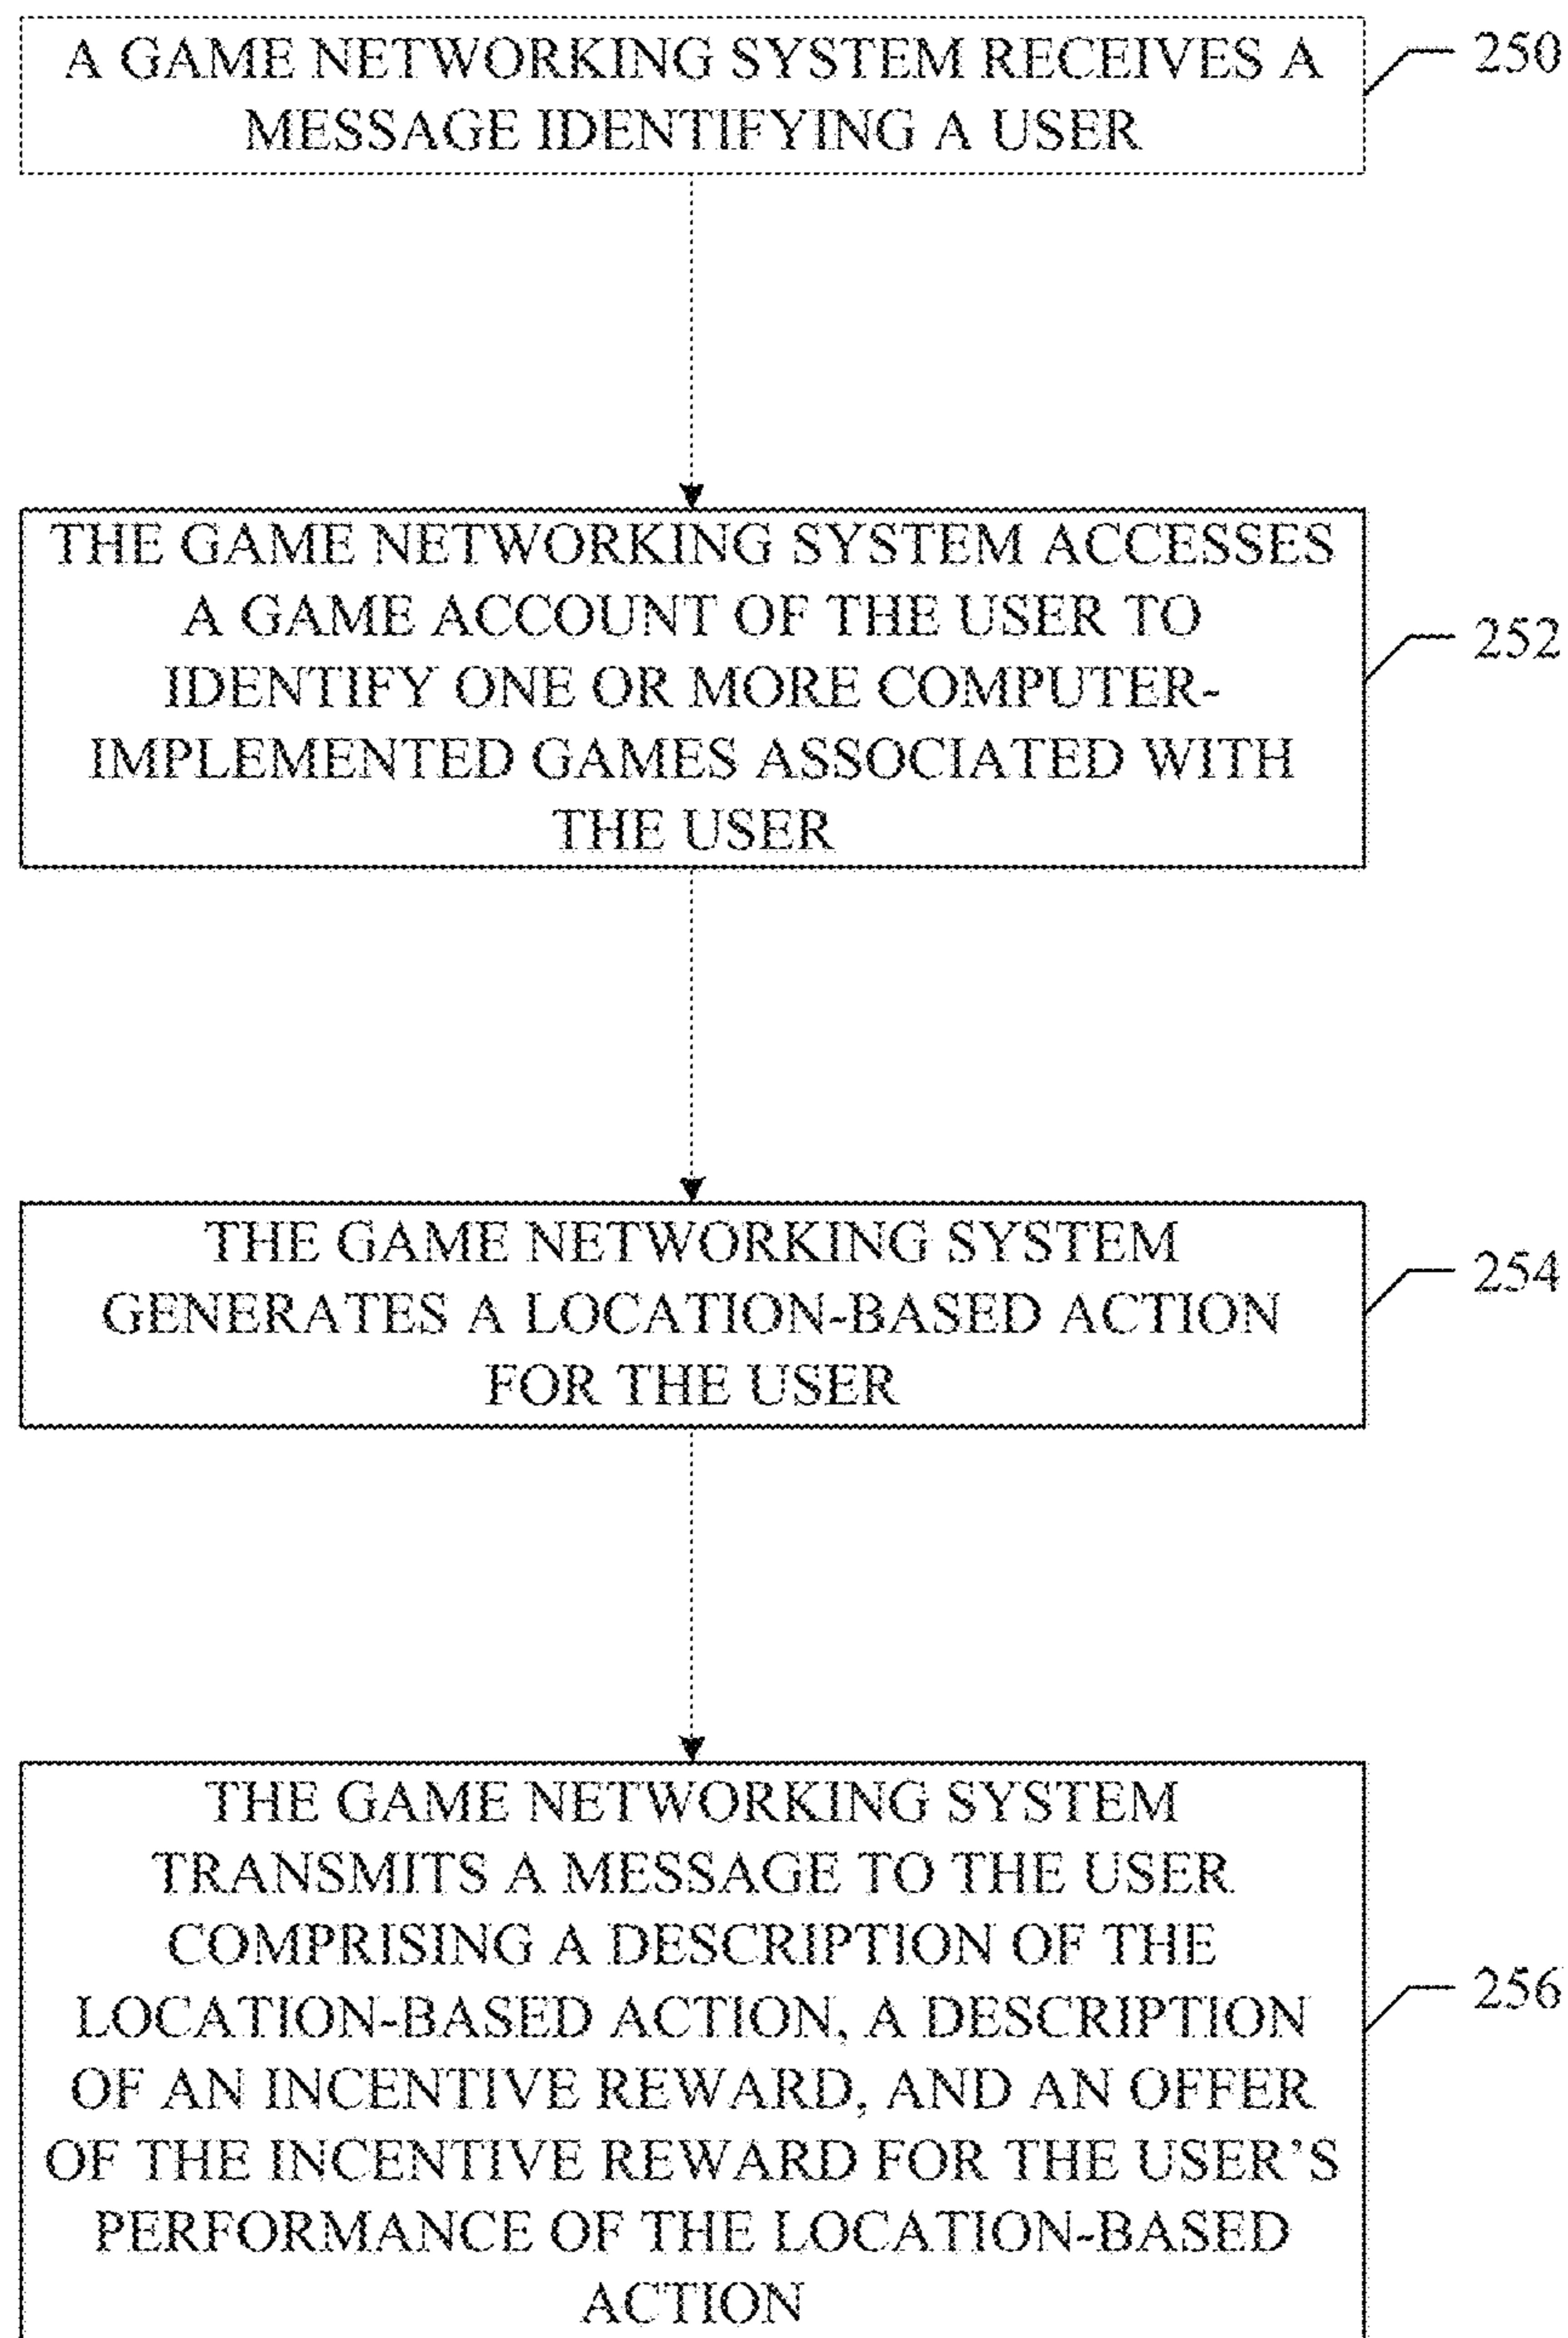 A GAME NETWORKING SYSTEM RECEIVES A
MESSAGE IDENTIFYING A USER
250
THE GAME NETWORKING SYSTEM ACCESSES
A GAME ACCOUNT OF THE USER TO
IDENTIFY ONE OR MORE COMPUTER-
IMPLEMENTED GAMES ASSOCIATED WITH
THE USER
252
THE GAME NETWORKING SYSTEM
GENERATES A LOCATION-BASED ACTION
FOR THE USER
254
THE GAME NETWORKING SYSTEM
TRANSMITS A MESSAGE TO THE USER
COMPRISING A DESCRIPTION OF THE
LOCATION-BASED ACTION, A DESCRIPTION
OF AN INCENTIVE REWARD, AND AN OFFER
OF THE INCENTIVE REWARD FOR THE USER’S
PERFORMANCE OF THE LOCATION-BASED
ACTION
256